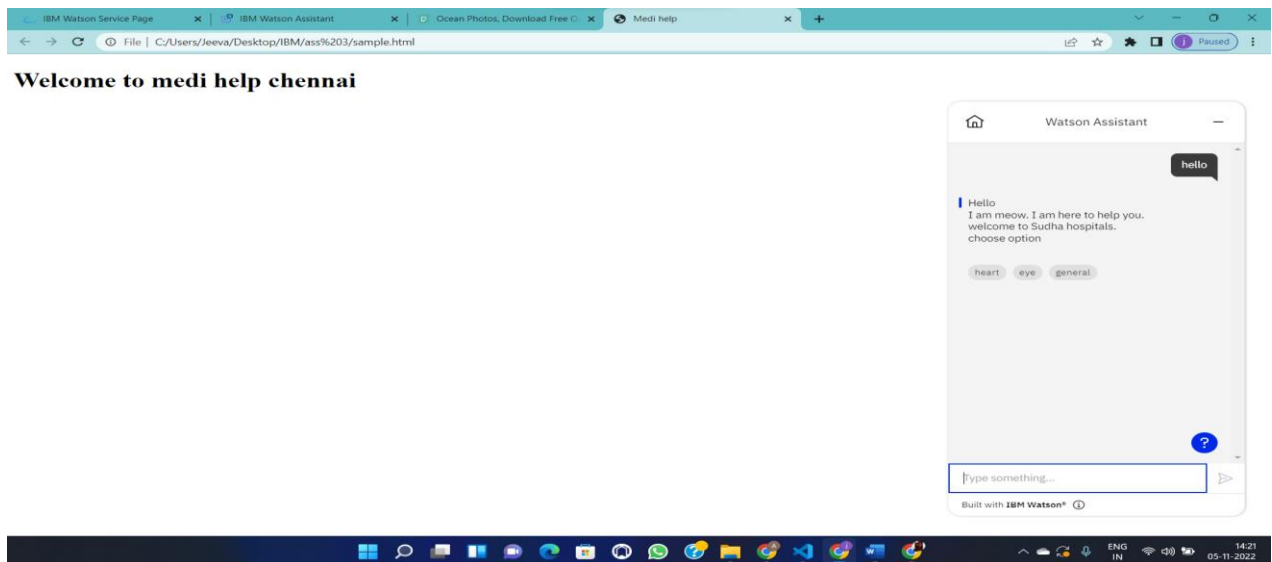 IBM Watson Service Page
IBM Watson Assistant
Ocean Photos, Download Free O
Medi help
File | C:/Users/Jeeva/Desktop/IBM/ass%203/sample.html
Paused
Welcome to medi help chennai
Watson Assistant
hello
Hello
I am meow. I am here to help you.
welcome to Sudha hospitals.
choose option
heart eye general
?
Type something...
Built with IBM Watson®
ENG
IN
14:21
05-11-2022